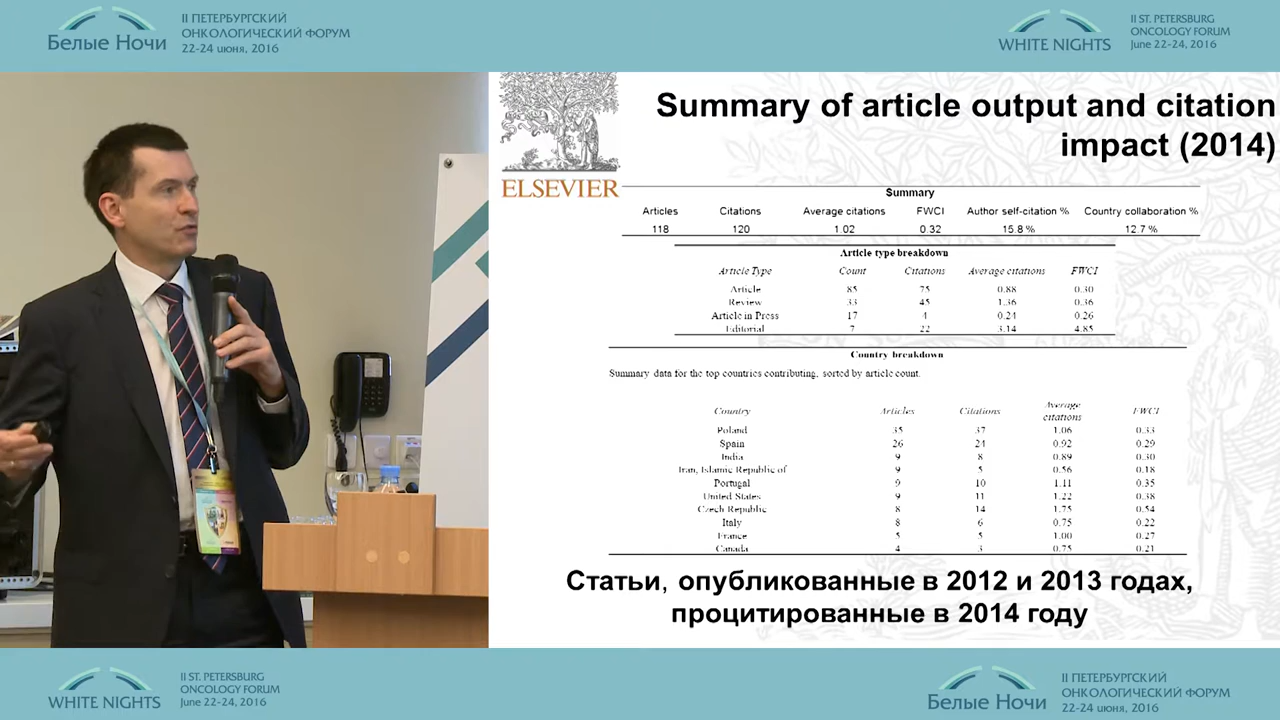 II ПЕТЕРБУРГСКИЙ
ОНКОЛОГИЧЕСКИЙ ФОРУМ
Белые Ночи
22-24 июня, 2016
II ST. PETERSBURG
ONCOLOGY FORUM
WHITE NIGHTS
June 22-24, 2016
ELSEVIER
Summary of article output and citation
impact (2014)
Summary
Articles Citations Average citations FWCI Author self-citation % Country collaboration %
118 120 1.02 0.32 15.8 % 12.7 %
Article type breakdown
Article Type Count Citations Average citations FWCI
Article 85 75 0.88 0.30
Review 33 45 1.36 0.36
Article in Press 17 4 0.24 0.26
Editorial 7 22 3.14 4.85
Country breakdown
Summary data for the top countries contributing, sorted by article count.
Country Articles Citations Average citations FWCI
Poland 35 37 1.06 0.33
Spain 26 24 0.92 0.29
India 9 8 0.89 0.30
Iran, Islamic Republic of 9 5 0.56 0.18
Portugal 9 10 1.11 0.35
United States 9 11 1.22 0.38
Czech Republic 8 14 1.75 0.54
Italy 8 6 0.75 0.22
France 5 5 1.00 0.27
Canada 4 3 0.75 0.21
Статьи, опубликованные в 2012 и 2013 годах,
процитированные в 2014 году
II ST. PETERSBURG
ONCOLOGY FORUM
WHITE NIGHTS
June 22-24, 2016
II ПЕТЕРБУРГСКИЙ
ОНКОЛОГИЧЕСКИЙ ФОРУМ
Белые Ночи
22-24 июня, 2016